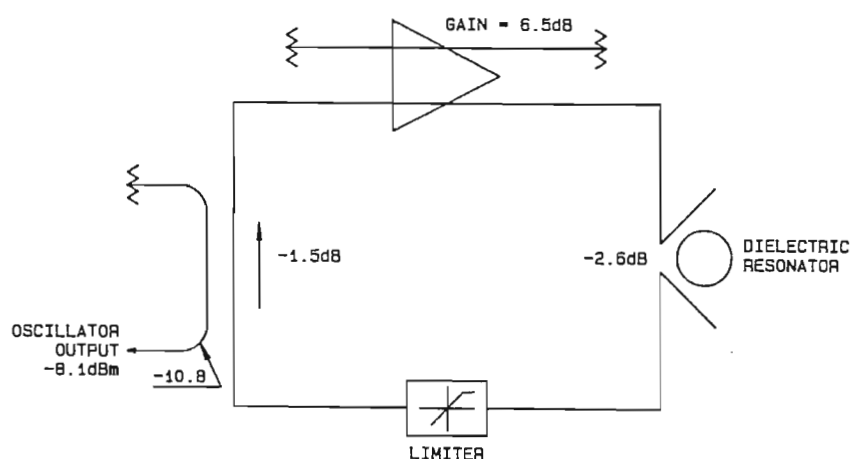 GAIN = 6.5dB
-1.5dB
-2.6dB
DIELECTRIC
RESONATOR
OSCILLATOR
OUTPUT
-8.1dBm
-10.8
LIMITER